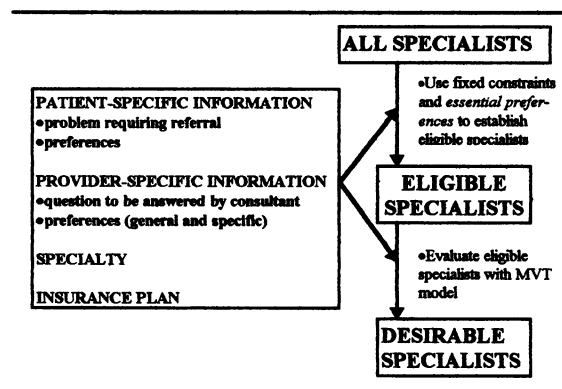 ALL SPECIALISTS
•Use fixed constraints
and essential prefer-
ences to establish
eligible specialists
PATIENT-SPECIFIC INFORMATION
•problem requiring referral
•preferences
PROVIDER-SPECIFIC INFORMATION
•question to be answered by consultant
•preferences (general and specific)
SPECIALTY
INSURANCE PLAN
ELIGIBLE
SPECIALISTS
•Evaluate eligible
specialists with MVT
model
DESIRABLE
SPECIALISTS